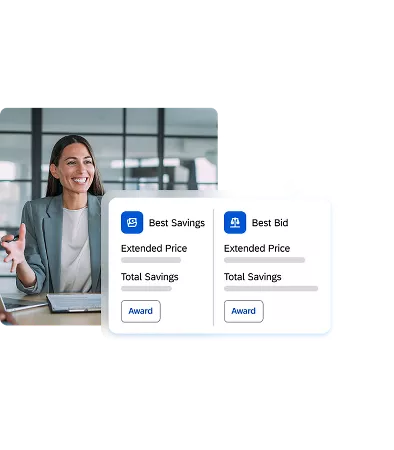 Best Savings
Extended Price
Total Savings
Award
Best Bid
Extended Price
Total Savings
Award